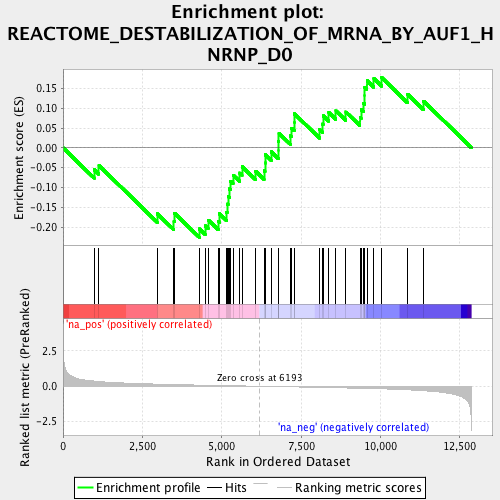 Enrichment plot:
REACTOME_DESTABILIZATION_OF_MRNA_BY_AUF1_H
NRNP_D0
Enrichment score (ES)
0.15
0.10
0.05
0.00
-0.05
-0.10
-0.15
-0.20
'na_pos' (positively correlated)
Ranked list metric (PreRanked)
2.5
0.0
-2.5
Zero cross at 6193
'na_neg' (negatively correlated)
0 2,500 5,000 7,500 10,000 12,500
Rank in Ordered Dataset
Enrichment profile Hits Ranking metric scores